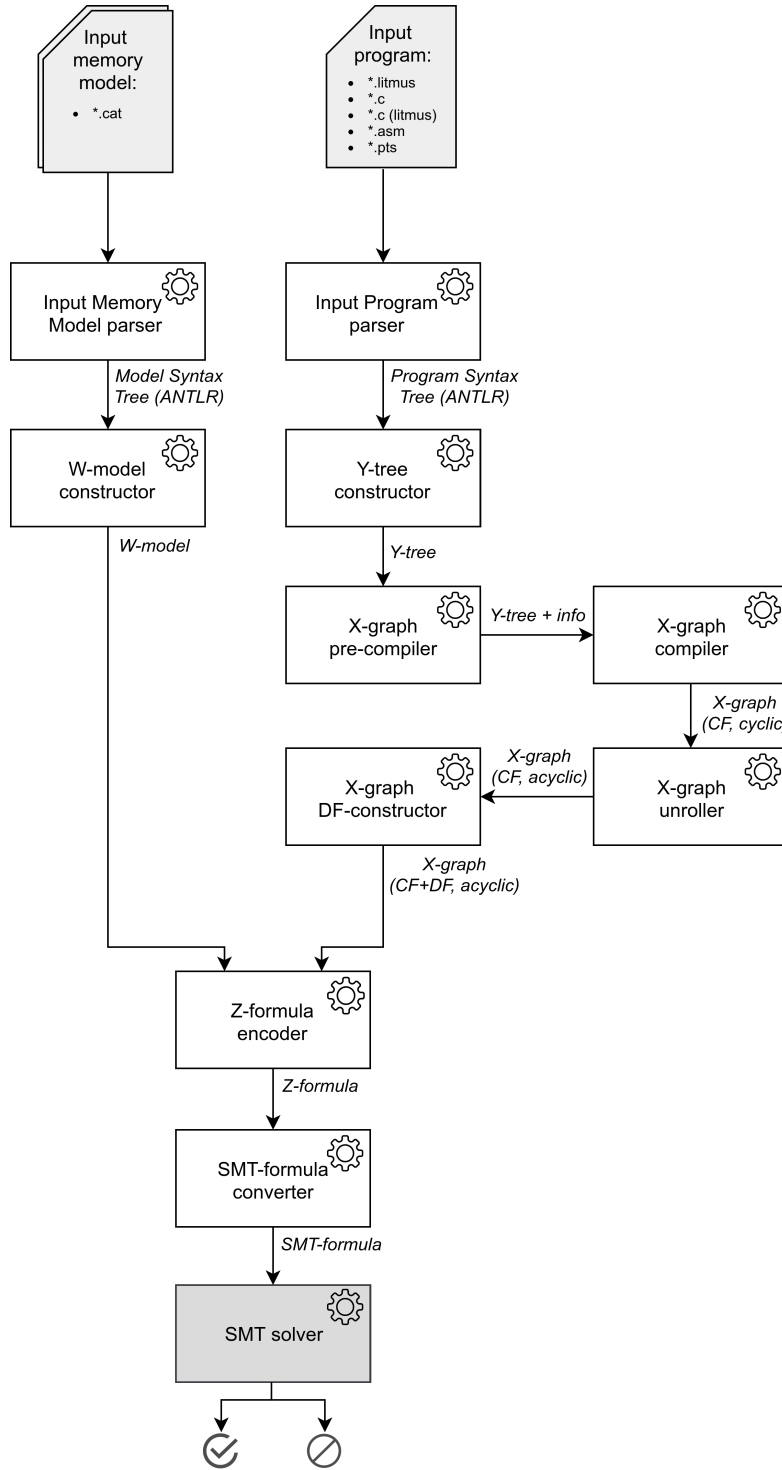 Input
memory
model:
• *.cat
Input
program:
• *.litmus
• *.c
• *.c (litmus)
• *.asm
• *.pts
Input Memory
Model parser
Input Program
parser
Model Syntax
Tree (ANTLR)
Program Syntax
Tree (ANTLR)
W-model
constructor
Y-tree
constructor
W-model
Y-tree
X-graph
pre-compiler
Y-tree + info
X-graph
compiler
X-graph
(CF, cyclic
X-graph
DF-constructor
X-graph
(CF, acyclic)
X-graph
unroller
X-graph
(CF+DF, acyclic)
Z-formula
encoder
Z-formula
SMT-formula
converter
SMT-formula
SMT solver